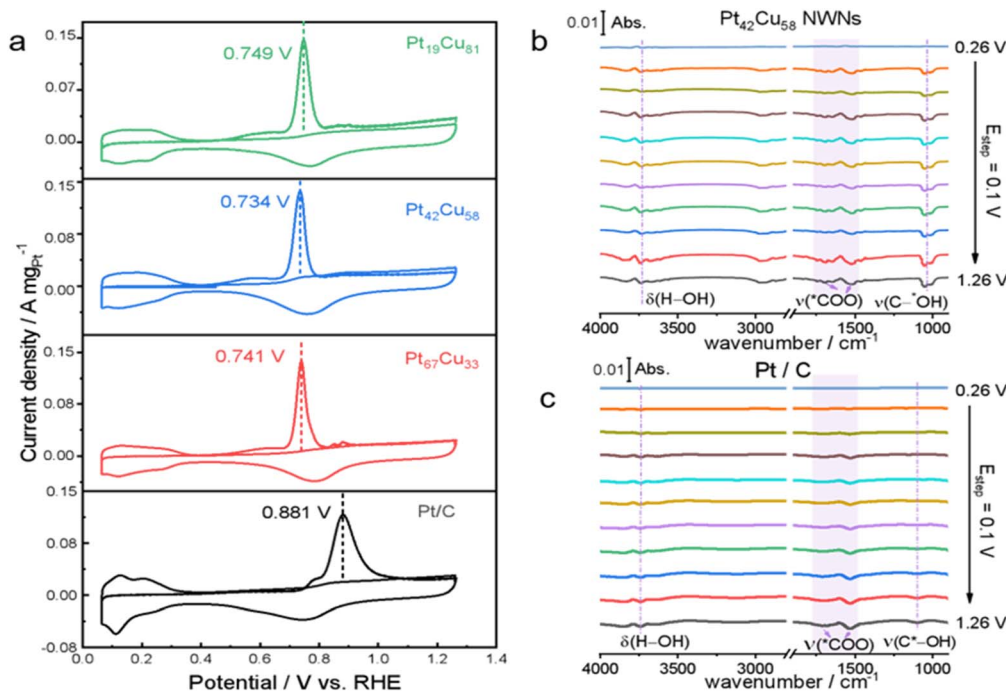 a
Current density / A mg_Pt^-1
0.15
0.07
0.00
0.749 V
Pt19Cu81
0.15
0.08
0.00
0.734 V
Pt42Cu58
0.15
0.08
0.00
0.741 V
Pt67Cu33
0.15
0.08
0.00
-0.08
0.881 V
Pt/C
0.0 0.2 0.4 0.6 0.8 1.0 1.2 1.4
Potential / V vs. RHE
b
0.01 Abs.
Pt42Cu58 NWNs
0.26 V
Estep = 0.1 V
1.26 V
δ(H–OH) ν(*COO) ν(C–*OH)
4000 3500 3000 1500 1000
wavenumber / cm-1
c
0.01 Abs.
Pt / C
0.26 V
Estep = 0.1 V
1.26 V
δ(H–OH) ν(*COO) ν(C*–OH)
4000 3500 3000 1500 1000
wavenumber / cm-1